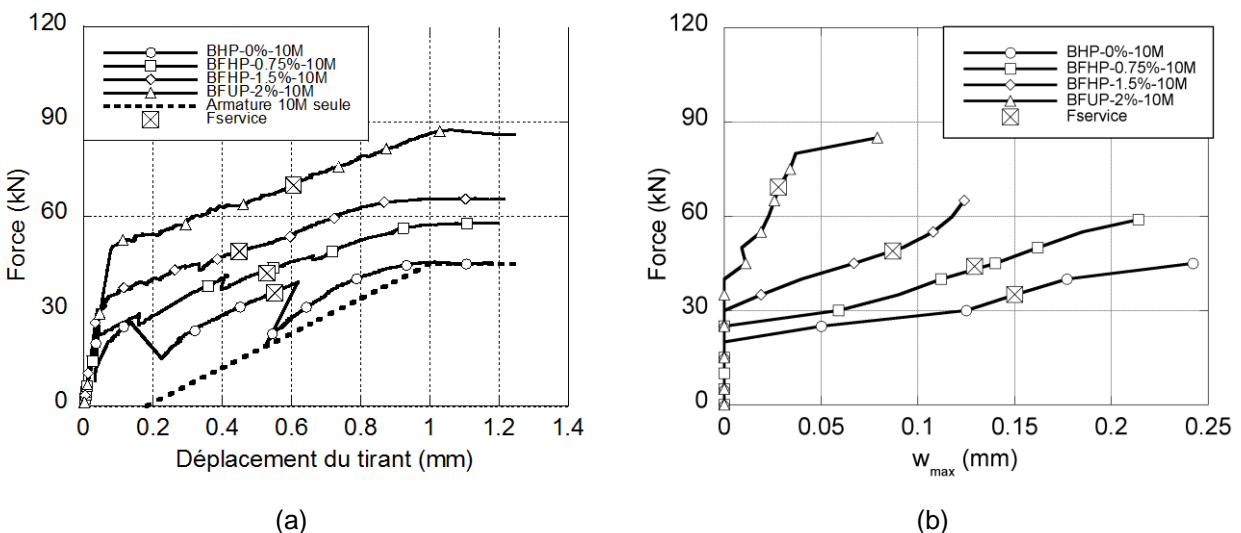 120
90
60
30
0
Force (kN)
BHP-0%-10M
BFHP-0.75%-10M
BFHP-1.5%-10M
BFUP-2%-10M
Armature 10M seule
Fservice
0 0.2 0.4 0.6 0.8 1 1.2 1.4
Déplacement du tirant (mm)
(a)
120
90
60
30
0
Force (kN)
BHP-0%-10M
BFHP-0.75%-10M
BFHP-1.5%-10M
BFUP-2%-10M
Fservice
0 0.05 0.1 0.15 0.2 0.25
wmax (mm)
(b)